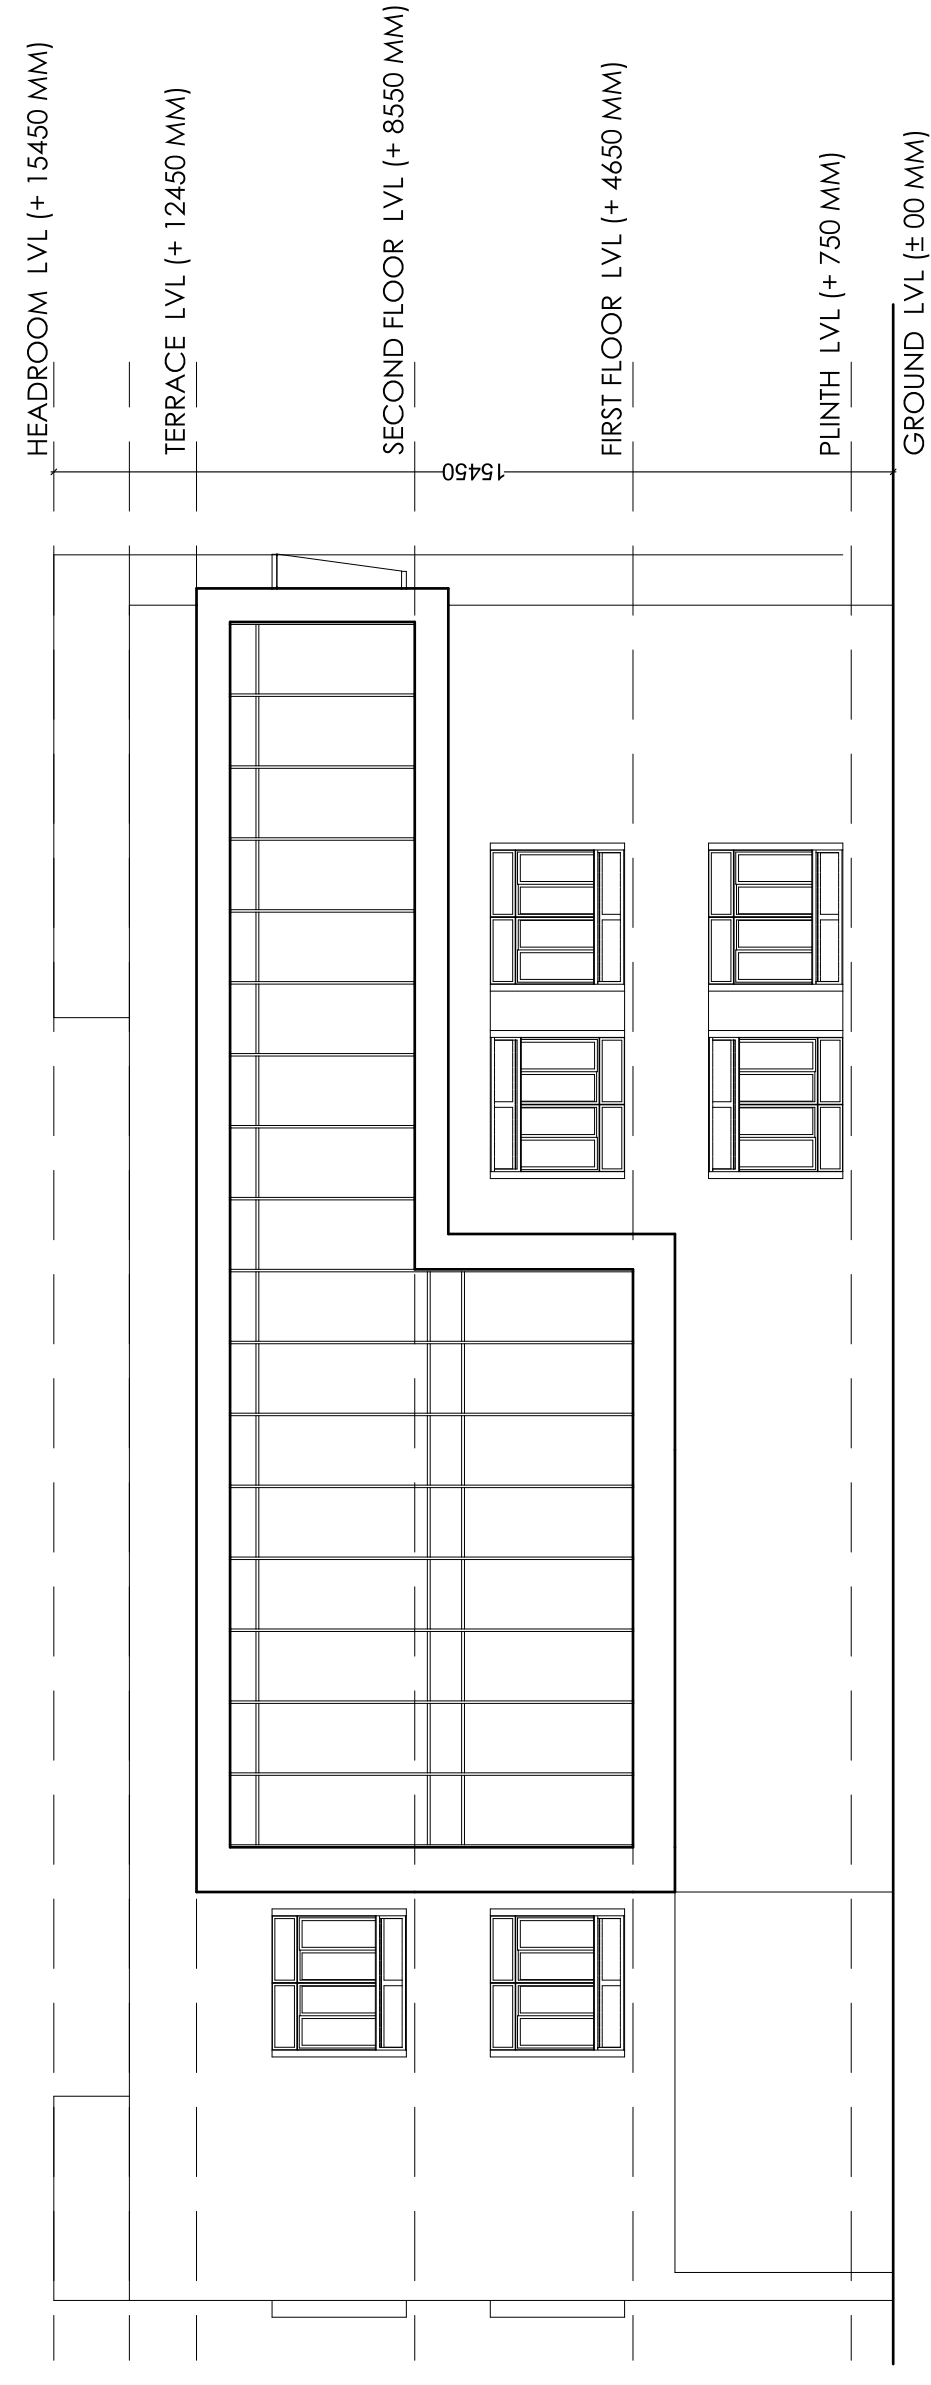 HEADROOM LVL (+ 15450 MM)
TERRACE LVL (+ 12450 MM)
SECOND FLOOR LVL (+ 8550 MM)
FIRST FLOOR LVL (+ 4650 MM)
PLINTH LVL (+ 750 MM)
GROUND LVL (± 00 MM)
15450